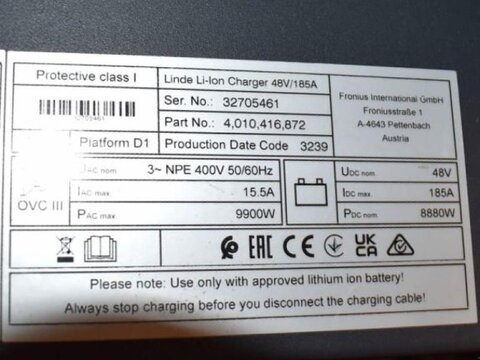 Protective class I
Linde Li-Ion Charger 48V/185A
Fronius International GmbH
Froniusstraße 1
A-4643 Pettenbach
Austria
Ser. No.: 32705461
32705461
Part No.: 4,010,416,872
Platform D1
Production Date Code 3239
UAC nom 3~ NPE 400V 50/60Hz
IAC max 15.5A
PAC max 9900W
OVC III
UDC nom 48V
IDC max 185A
PDC nom 8880W
EAC CE UK CA
Please note: Use only with approved lithium ion battery!
Always stop charging before you disconnect the charging cable!